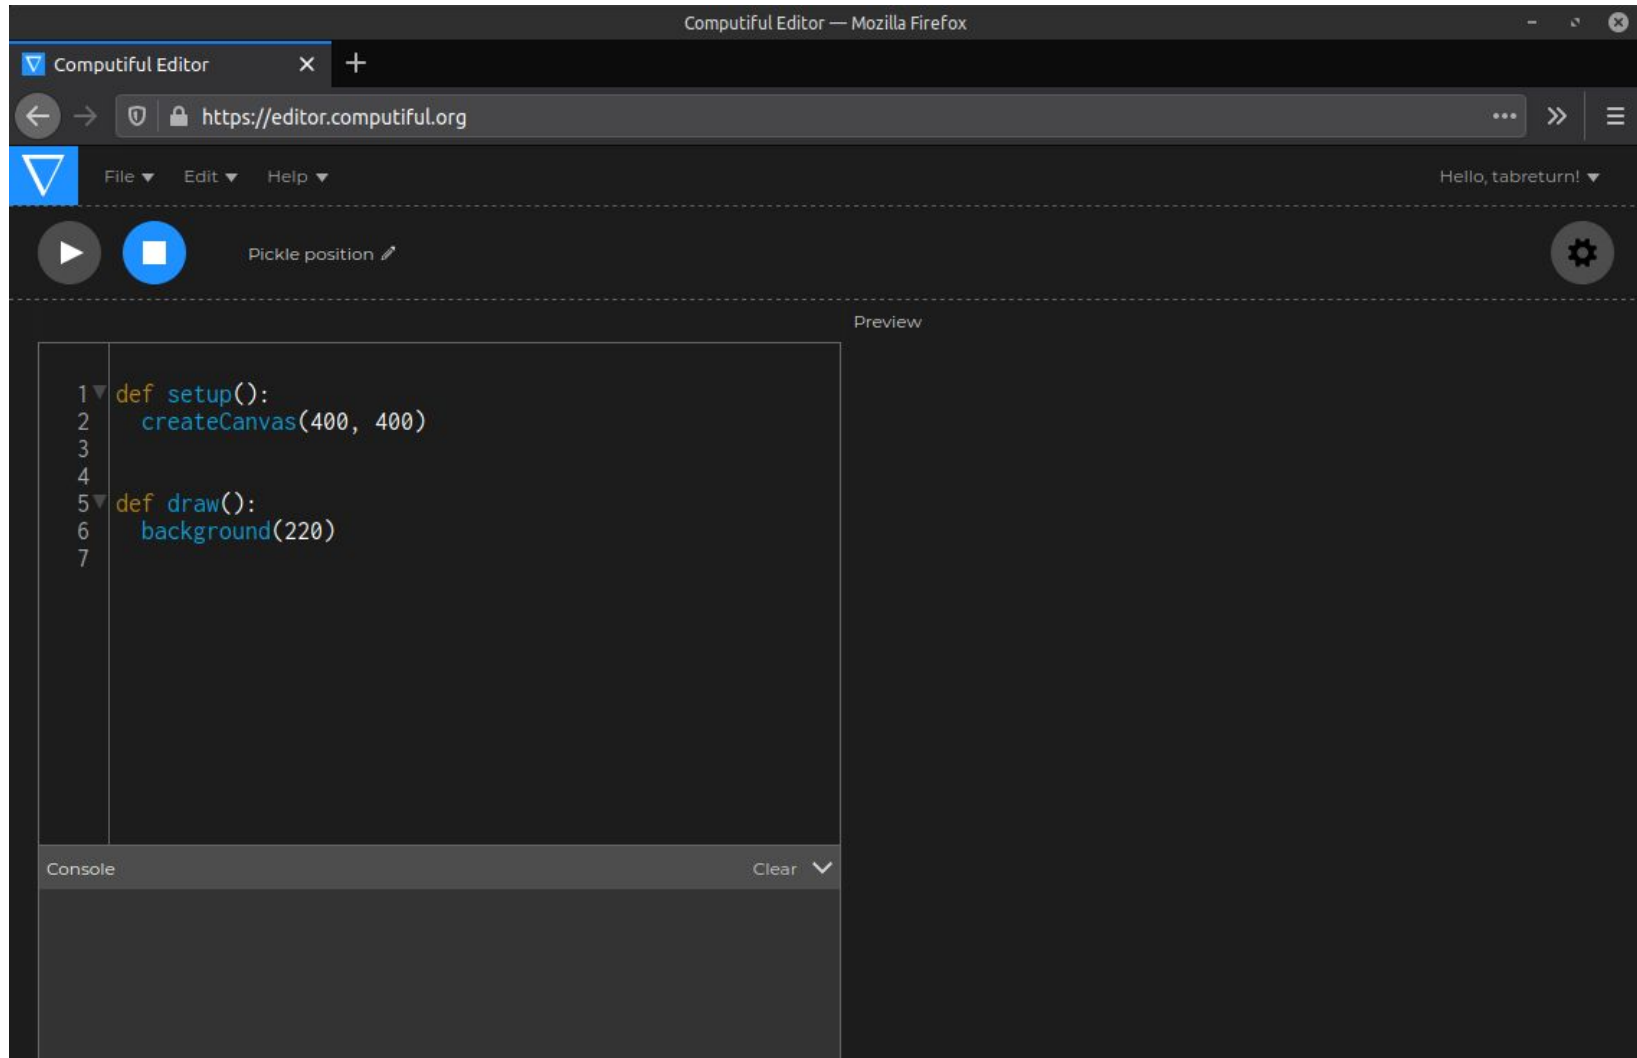 Computiful Editor — Mozilla Firefox
Computiful Editor
https://editor.computiful.org
File Edit Help Hello, tabreturn!
Pickle position
Preview
1 def setup():
2   createCanvas(400, 400)
3
4
5 def draw():
6   background(220)
7
Console Clear